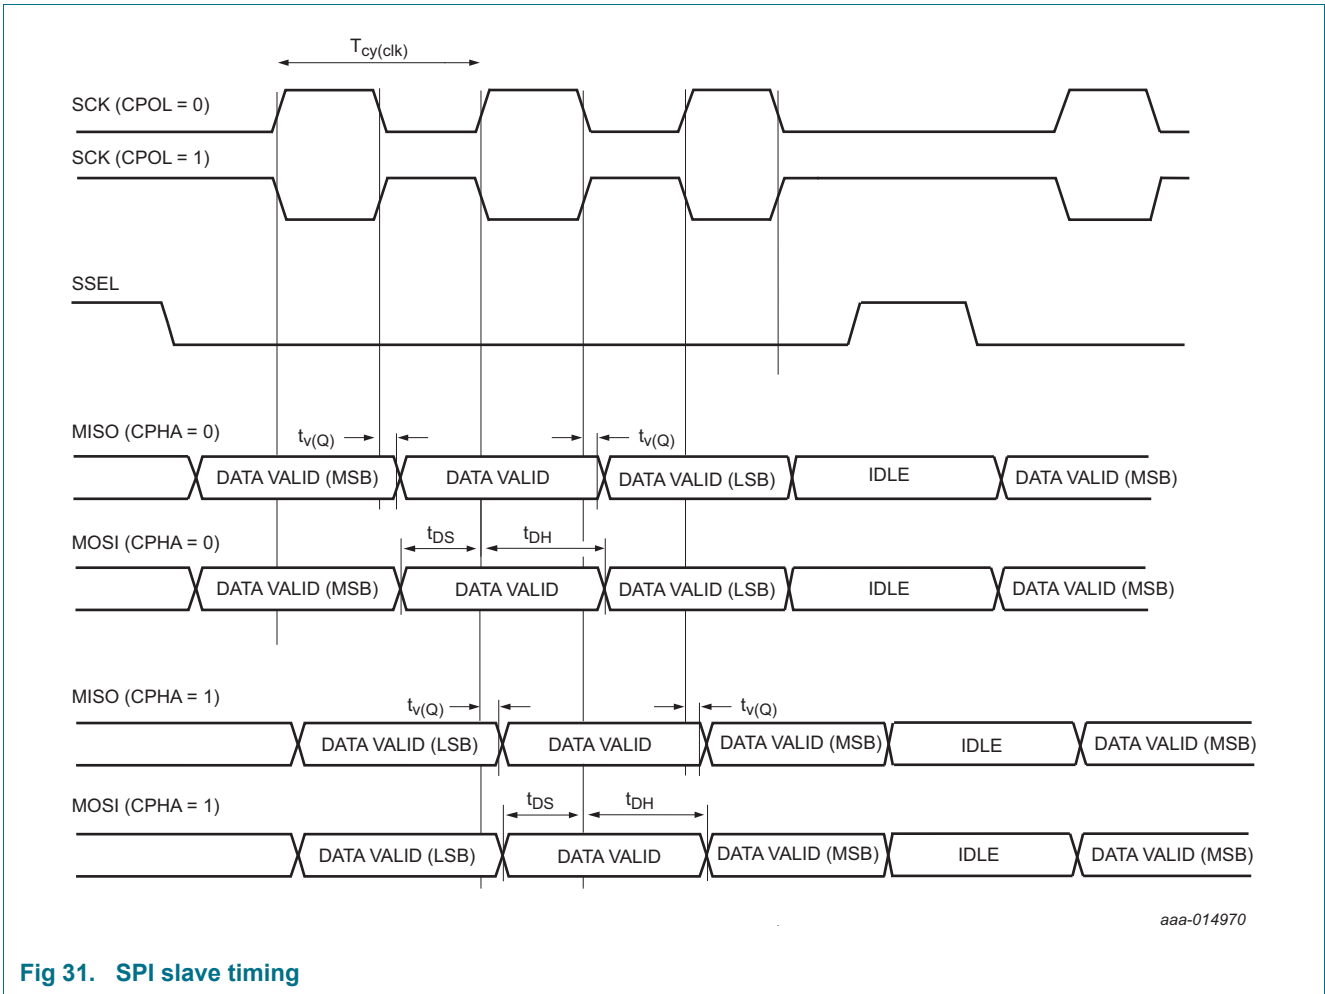 Tcy(clk)
SCK (CPOL = 0)
SCK (CPOL = 1)
SSEL
MISO (CPHA = 0)
tv(Q)
tv(Q)
DATA VALID (MSB)
DATA VALID
DATA VALID (LSB)
IDLE
DATA VALID (MSB)
MOSI (CPHA = 0)
tDS
tDH
DATA VALID (MSB)
DATA VALID
DATA VALID (LSB)
IDLE
DATA VALID (MSB)
MISO (CPHA = 1)
tv(Q)
tv(Q)
DATA VALID (LSB)
DATA VALID
DATA VALID (MSB)
IDLE
DATA VALID (MSB)
MOSI (CPHA = 1)
tDS
tDH
DATA VALID (LSB)
DATA VALID
DATA VALID (MSB)
IDLE
DATA VALID (MSB)
aaa-014970
Fig 31. SPI slave timing